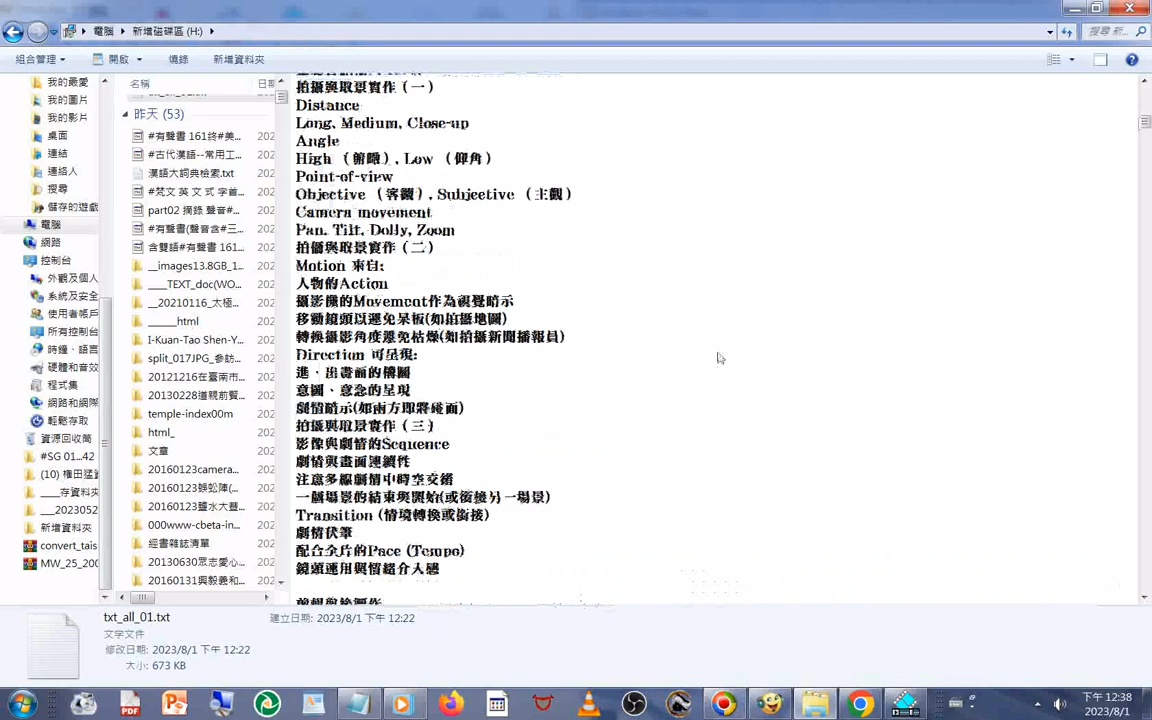 電腦 ▸ 新增磁碟區 (H:) ▸
搜尋 新...
組合管理
開啟
燒錄
新增資料夾
我的最愛
我的圖片
我的影片
桌面
連結
連絡人
搜尋
儲存的遊戲
電腦
網路
控制台
外觀及個人
系統及安全
使用者帳戶
所有控制台
時鐘、語言
硬體和音效
程式集
網路和網際
輕鬆存取
資源回收筒
#SG 01...42
(10) 権田猛資
____存資料夾
___2023052
新增資料夾
convert_tais
MW_25_200
名稱
日期
昨天 (53)
#有聲書 161終#美...
#古代漢語--常用工...
漢語大詞典檢索.txt
#梵文 英 文 式 字首...
part02 摘錄 聲音#...
#有聲書(聲音含#三...
含雙語#有聲書 161...
__images13.8GB_1...
____TEXT_doc(WO...
__20210116_太極...
______html
I-Kuan-Tao Shen-Y...
split_017JPG_參訪...
20121216在臺南市...
20130228道親前賢...
temple-index00m
html_
文章
20160123camera...
20160123蜈蚣陣(...
20160123鹽水大豐...
000www-cbeta-in...
經書雜誌清單
20130630眾志愛心...
20160131興毅義和...
拍攝與取景實作（一）
Distance
Long, Medium, Close-up
Angle
High （俯瞰）, Low （仰角）
Point-of-view
Objective （客觀）, Subjective （主觀）
Camera movement
Pan, Tilt, Dolly, Zoom
拍攝與取景實作（二）
Motion 來自:
人物的Action
攝影機的Movement作為視覺暗示
移動鏡頭以避免呆板(如拍攝地圖)
轉換攝影角度避免枯燥(如拍攝新聞播報員)
Direction 可呈現:
進、出畫面的構圖
意圖、意念的呈現
劇情暗示(如兩方即將碰面)
拍攝與取景實作（三）
影像與劇情的Sequence
劇情與畫面連續性
注意多線劇情中時空交錯
一個場景的結束與開始(或銜接另一場景)
Transition (情境轉換或銜接)
劇情伏筆
配合全片的Pace (Tempo)
txt_all_01.txt
文字文件
修改日期: 2023/8/1 下午 12:22
大小: 673 KB
建立日期: 2023/8/1 下午 12:22
下午 12:38
2023/8/1